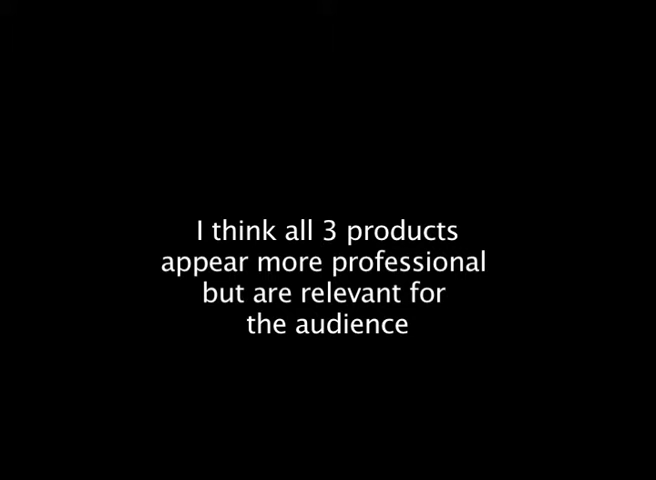 I think all 3 products
appear more professional
but are relevant for
the audience